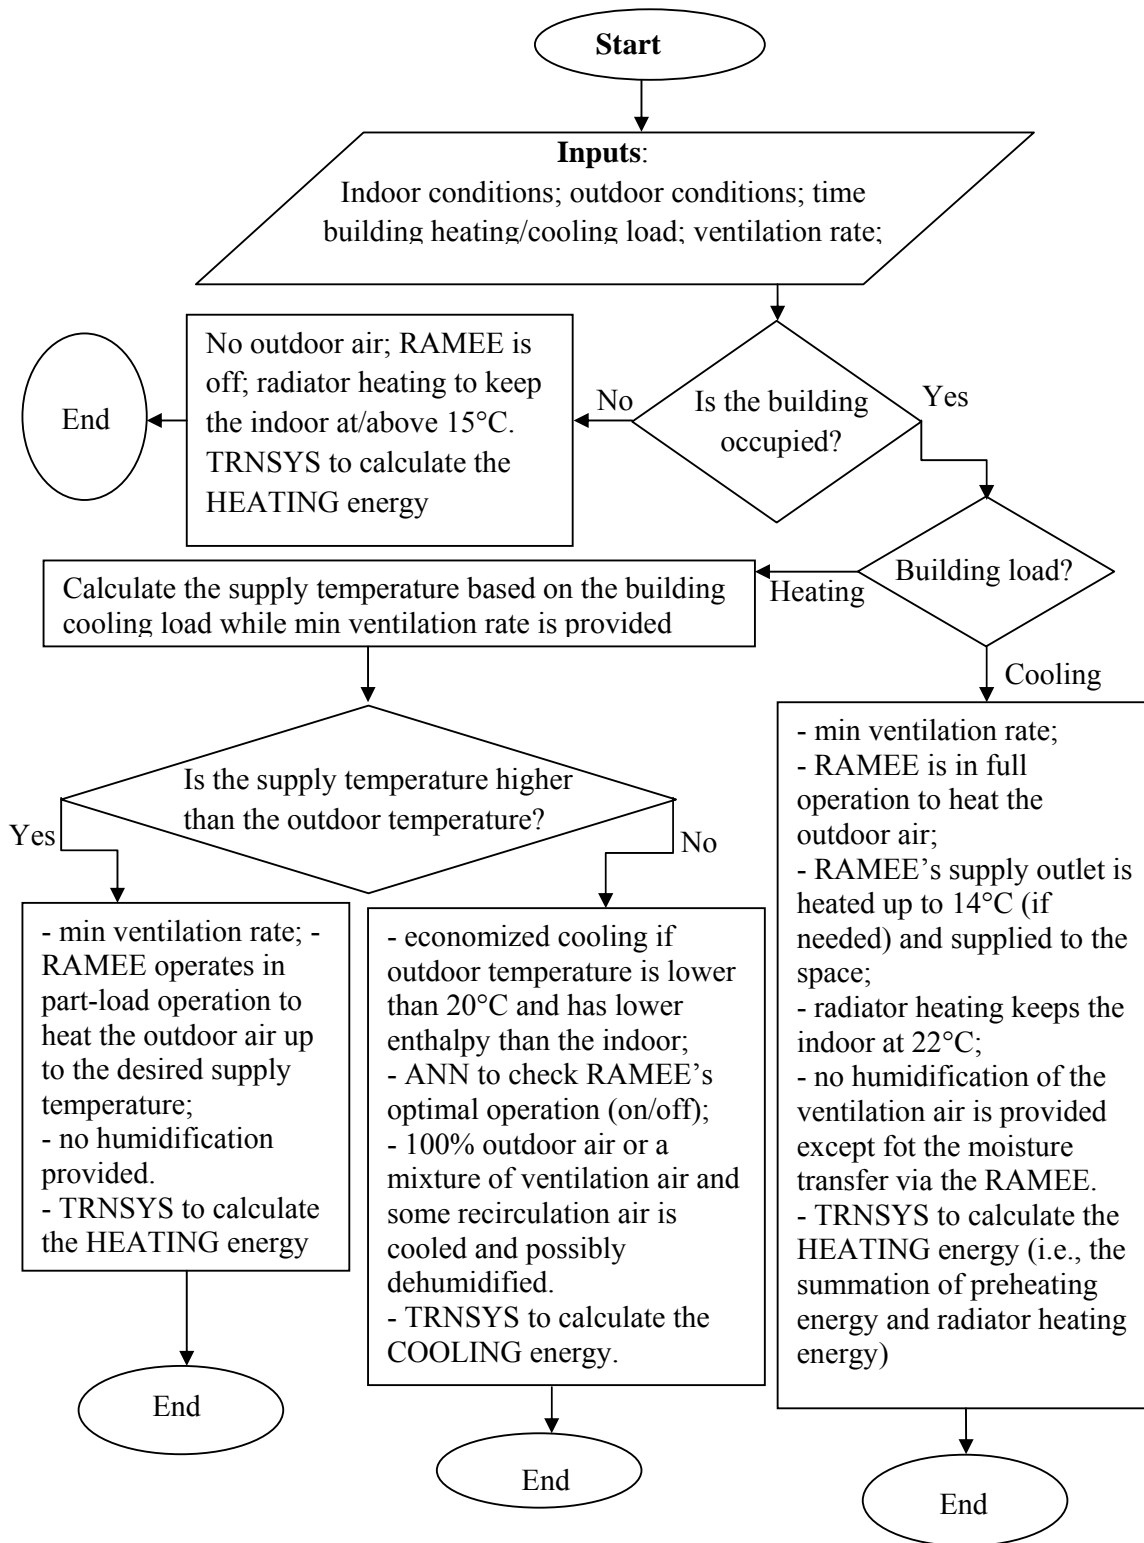 Start
Inputs:
Indoor conditions; outdoor conditions; time
building heating/cooling load; ventilation rate;
No outdoor air; RAMEE is
off; radiator heating to keep
the indoor at/above 15°C.
TRNSYS to calculate the
HEATING energy
End
No
Is the building
occupied?
Yes
Building load?
Heating
Cooling
Calculate the supply temperature based on the building
cooling load while min ventilation rate is provided
Is the supply temperature higher
than the outdoor temperature?
Yes
No
- min ventilation rate; -
RAMEE operates in
part-load operation to
heat the outdoor air up
to the desired supply
temperature;
- no humidification
provided.
- TRNSYS to calculate
the HEATING energy
- economized cooling if
outdoor temperature is lower
than 20°C and has lower
enthalpy than the indoor;
- ANN to check RAMEE's
optimal operation (on/off);
- 100% outdoor air or a
mixture of ventilation air and
some recirculation air is
cooled and possibly
dehumidified.
- TRNSYS to calculate the
COOLING energy.
- min ventilation rate;
- RAMEE is in full
operation to heat the
outdoor air;
- RAMEE’s supply outlet is
heated up to 14°C (if
needed) and supplied to the
space;
- radiator heating keeps the
indoor at 22°C;
- no humidification of the
ventilation air is provided
except fot the moisture
transfer via the RAMEE.
- TRNSYS to calculate the
HEATING energy (i.e., the
summation of preheating
energy and radiator heating
energy)
End
End
End